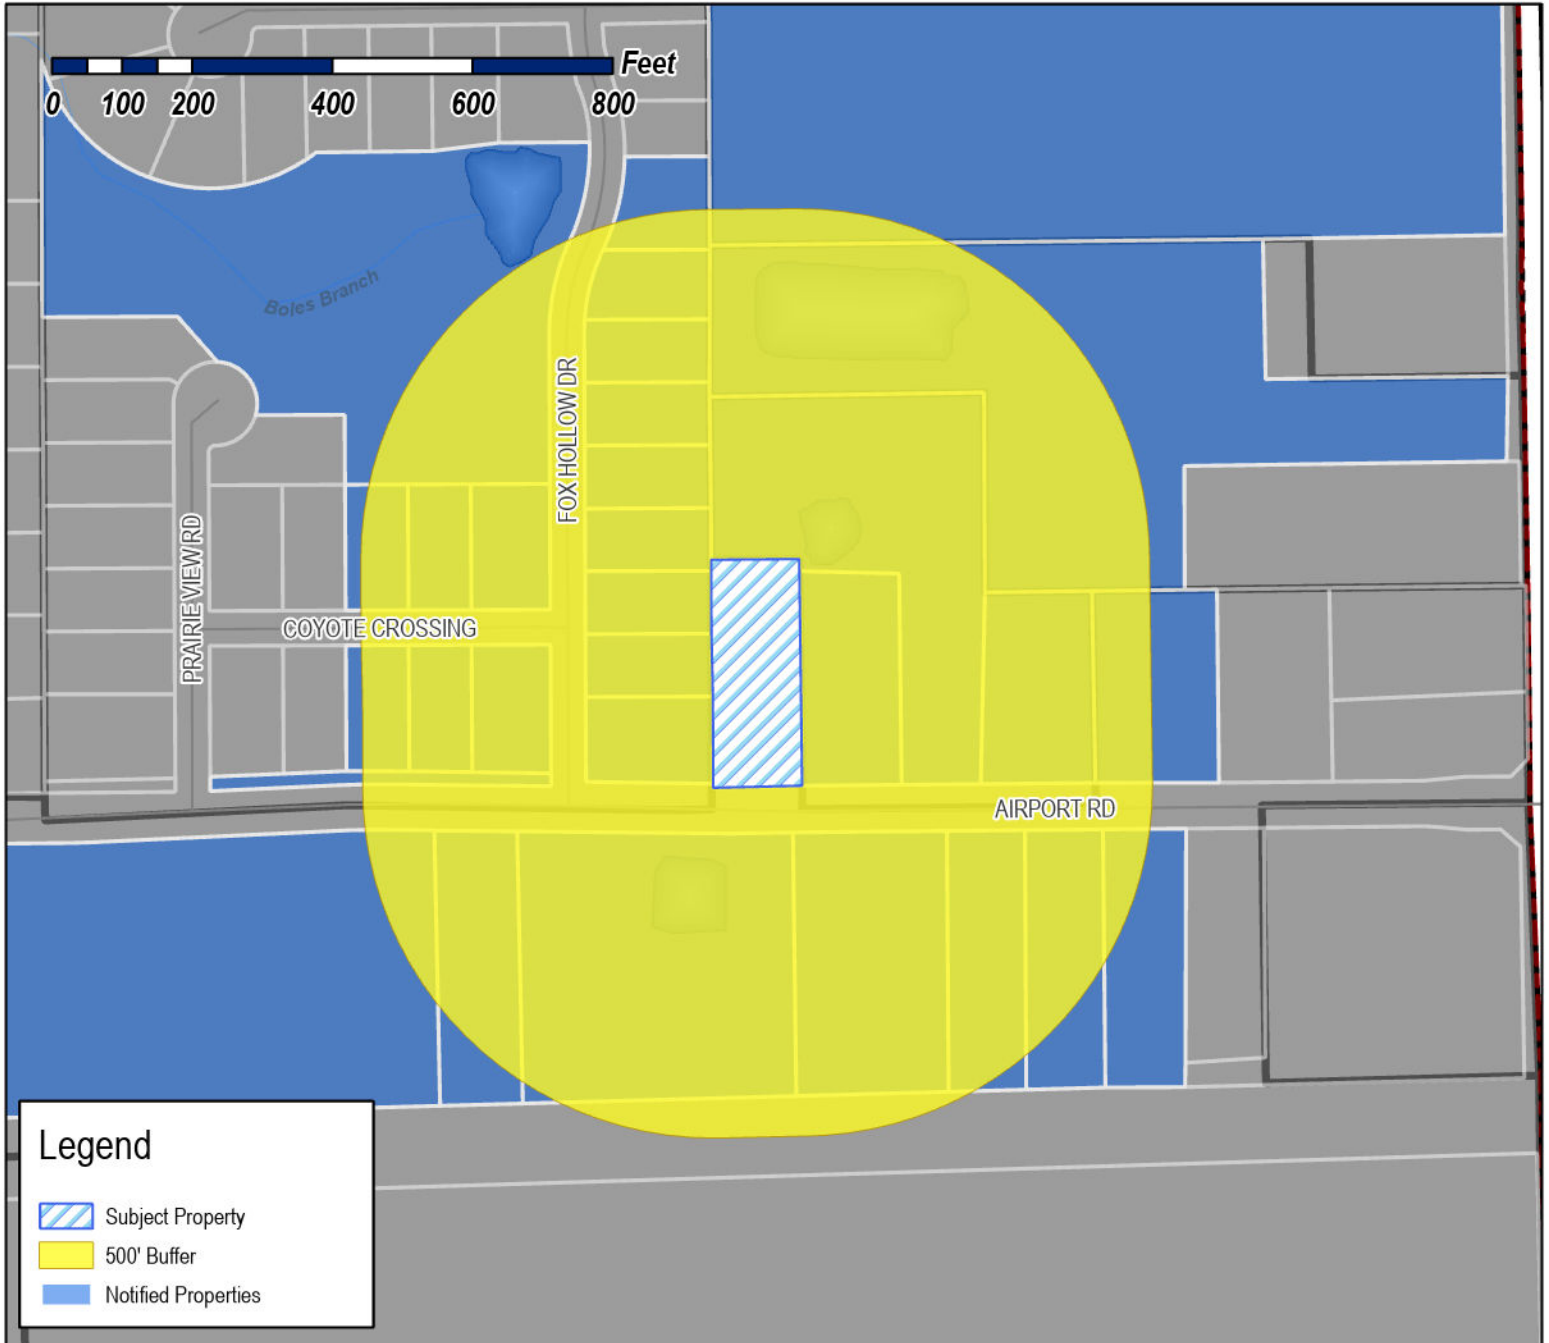 Feet
0 100 200 400 600 800
Boles Branch
FOX HOLLOW DR
PRAIRIE VIEW RD
COYOTE CROSSING
AIRPORT RD
Legend
Subject Property
500' Buffer
Notified Properties